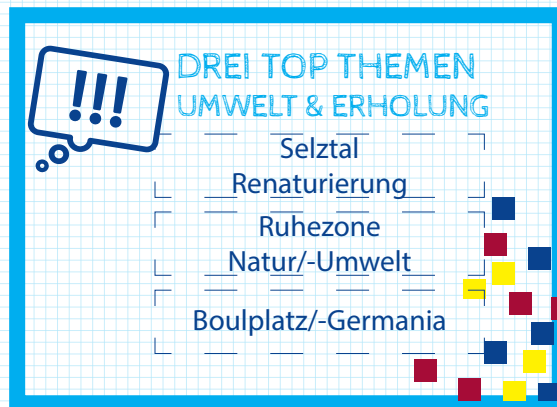 !!!
DREI TOP THEMEN
UMWELT & ERHOLUNG
Selztal
Renaturierung
Ruhezone
Natur/-Umwelt
Boulplatz/-Germania